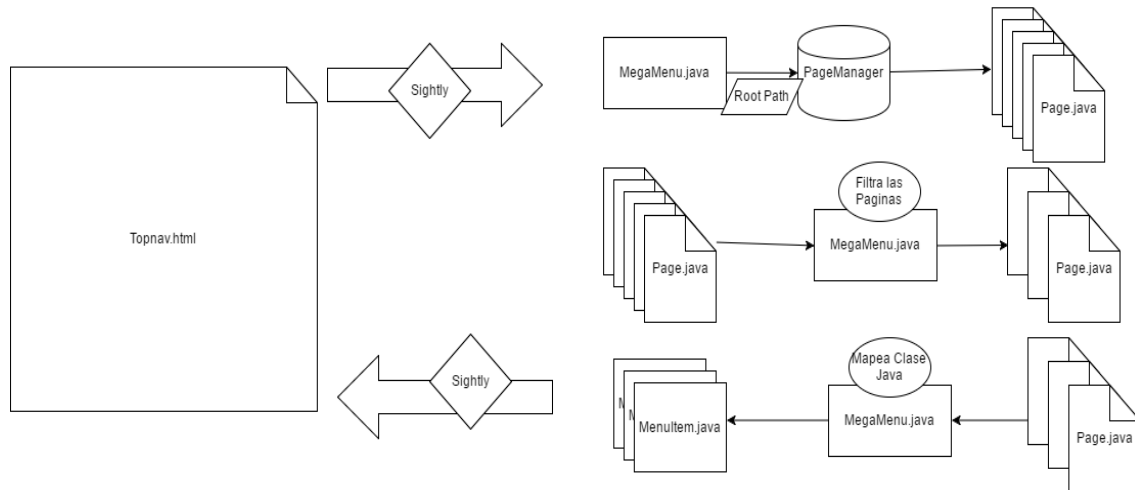 Topnav.html
Sightly
MegaMenu.java
Root Path
PageManager
Page.java
Page.java
Filtra las
Paginas
MegaMenu.java
Page.java
Sightly
M
M
MenuItem.java
Mapea Clase
Java
MegaMenu.java
Page.java